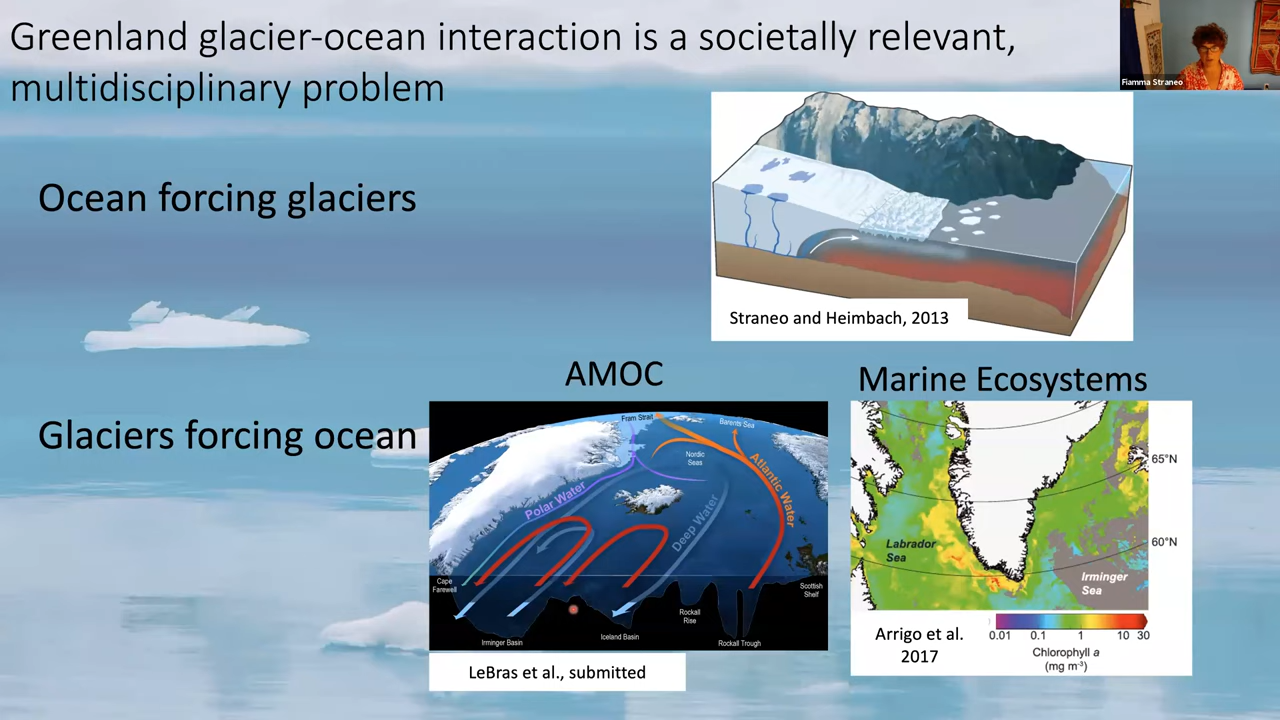 Greenland glacier-ocean interaction is a societally relevant,
multidisciplinary problem
Fiamma Straneo
Ocean forcing glaciers
Straneo and Heimbach, 2013
AMOC
Marine Ecosystems
Glaciers forcing ocean
Fram Strait
Barents Sea
Nordic
Seas
Atlantic Water
Polar Water
Deep Water
Cape
Farewell
Scottish
Shelf
Rockall
Rise
Irminger Basin
Iceland Basin
Rockall Trough
LeBras et al., submitted
65°N
60°N
Labrador
Sea
Irminger
Sea
Arrigo et al.
2017
0.01 0.1 1 10 30
Chlorophyll a
(mg m⁻³)